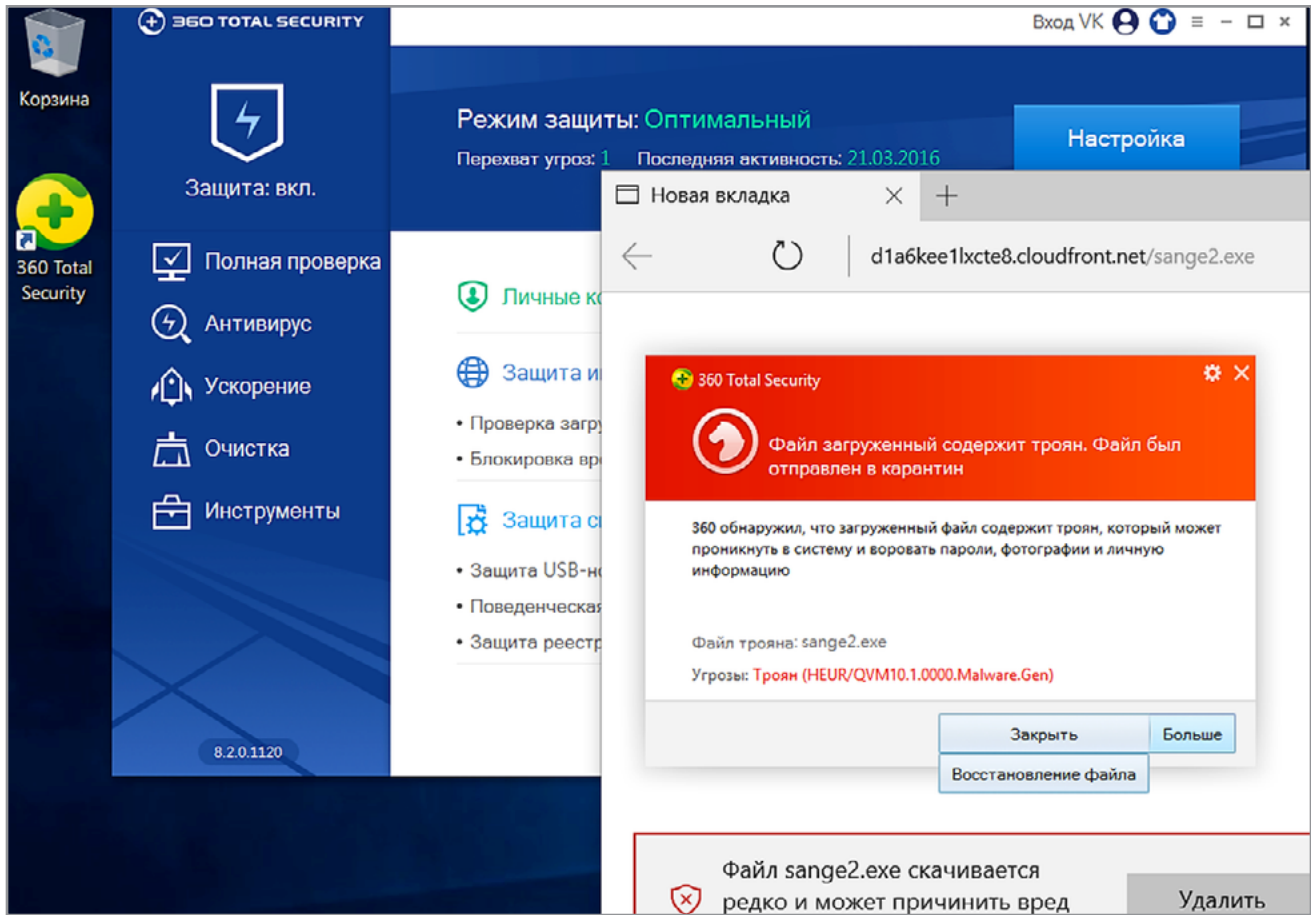 360 TOTAL SECURITY
Вход VK
Корзина
Защита: вкл.
Режим защиты: Оптимальный
Перехват угроз: 1 Последняя активность: 21.03.2016
Настройка
360 Total
Security
Полная проверка
Антивирус
Ускорение
Очистка
Инструменты
8.2.0.1120
Личные
Защита
• Проверка
• Блокировка
Защита
• Защита
• Поведенческая
• Защита
Новая вкладка
d1a6kee1lxcte8.cloudfront.net/sange2.exe
360 Total Security
Файл загруженный содержит троян. Файл был
отправлен в карантин
360 обнаружил, что загруженный файл содержит троян, который может
проникнуть в систему и воровать пароли, фотографии и личную
информацию
Файл трояна: sange2.exe
Угрозы: Троян (HEUR/QVM10.1.0000.Malware.Gen)
Закрыть
Больше
Восстановление файла
Файл sange2.exe скачивается
редко и может причинить вред
Удалить